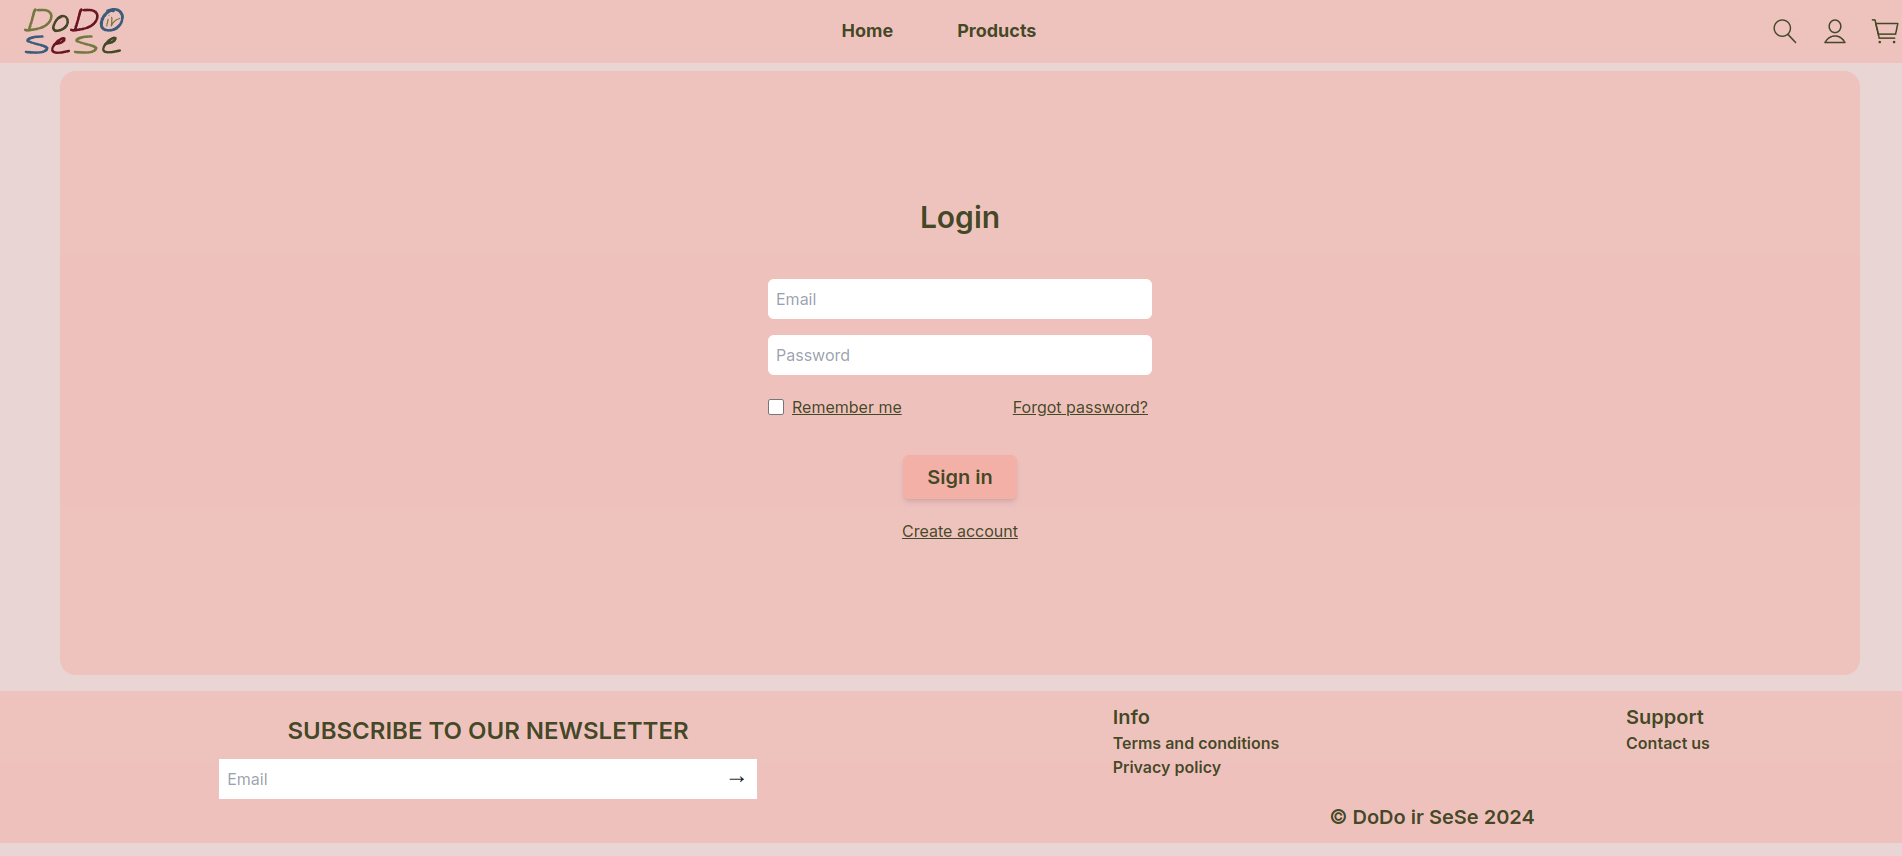 DoDO ir
SeSe
Home Products
Login
Email
Password
Remember me Forgot password?
Sign in
Create account
SUBSCRIBE TO OUR NEWSLETTER
Email →
Info
Terms and conditions
Privacy policy
Support
Contact us
© DoDo ir SeSe 2024